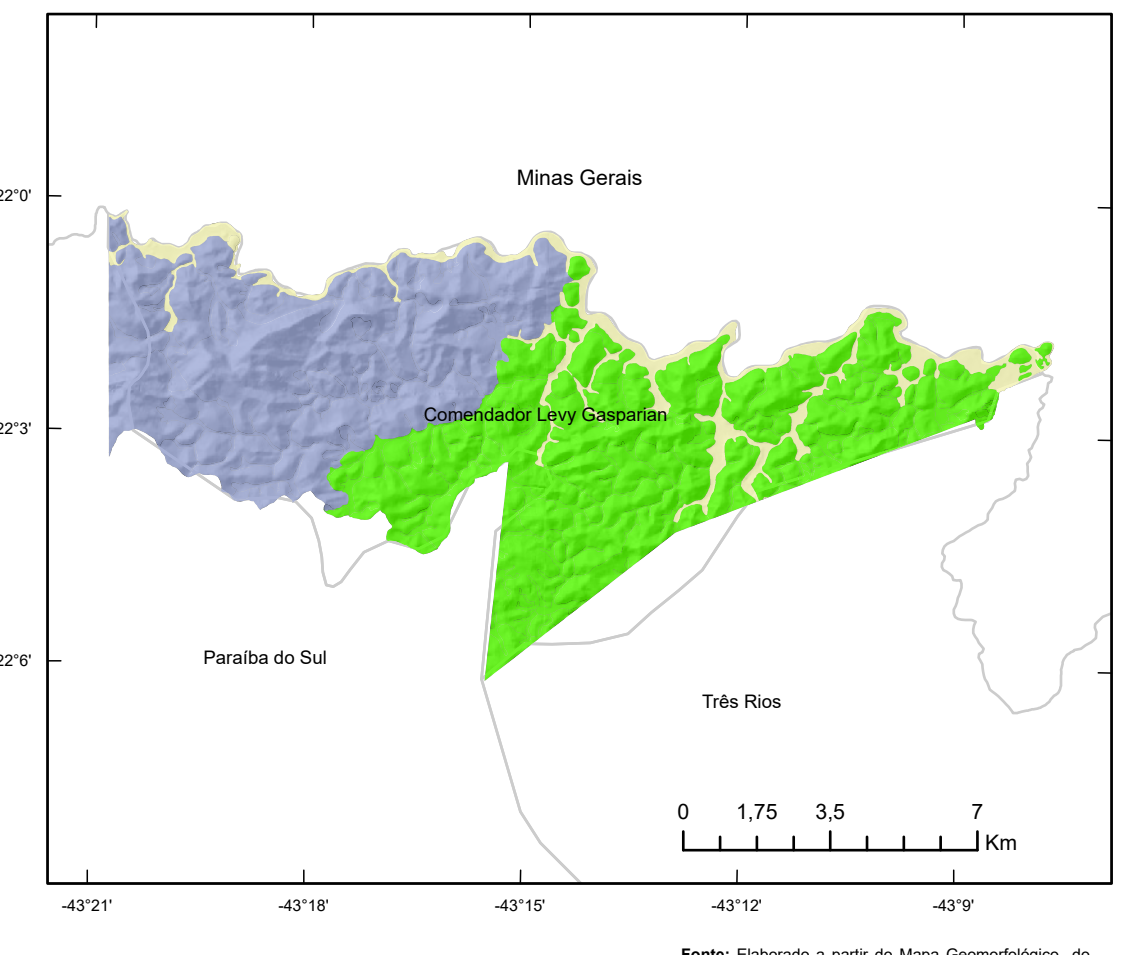 Minas Gerais
22°0'
Comendador Levy Gasparian
22°3'
Paraíba do Sul
22°6'
Três Rios
0 1,75 3,5 7
Km
-43°21' -43°18' -43°15' -43°12' -43°9'
Fonte: Elaborado a partir do Mapa Geomorfológico do